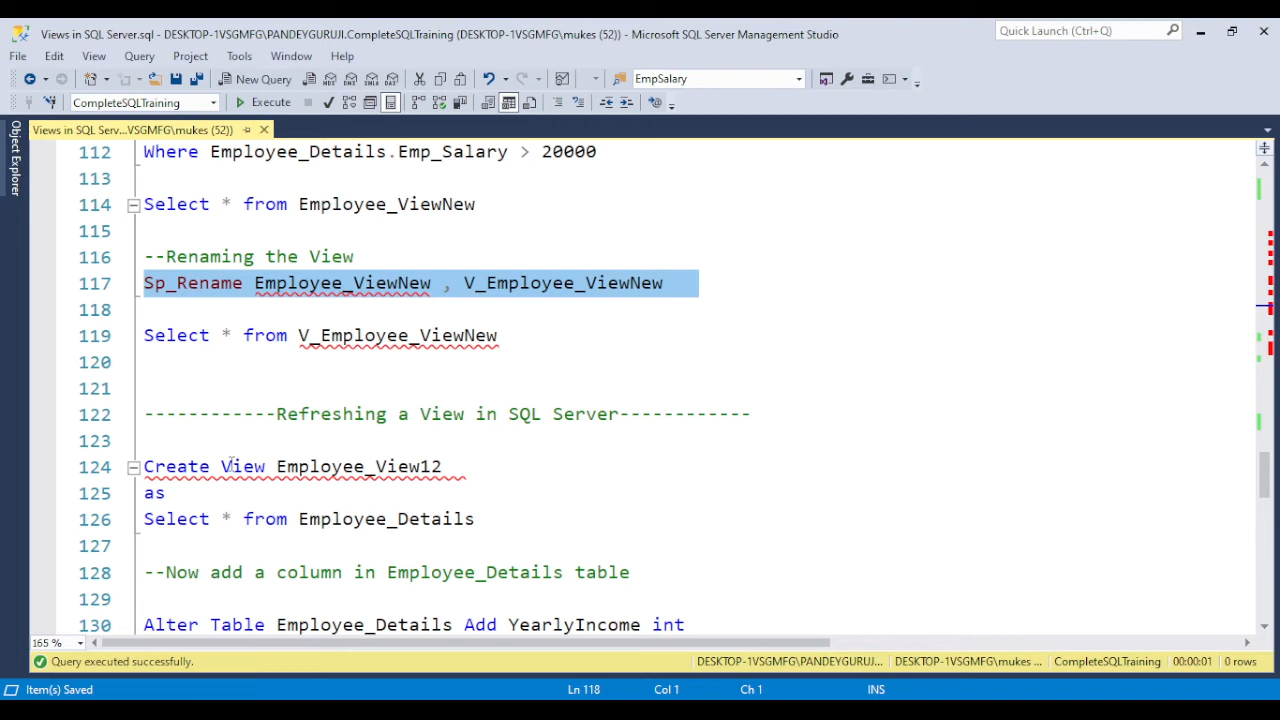 Views in SQL Server.sql - DESKTOP-1VSGMFG\PANDEYGURUJI.CompleteSQLTraining (DESKTOP-1VSGMFG\mukes (52)) - Microsoft SQL Server Management Studio
Quick Launch (Ctrl+Q)
File Edit View Query Project Tools Window Help
New Query
EmpSalary
CompleteSQLTraining
Execute
Views in SQL Serv...VSGMFG\mukes (52))
Object Explorer
112 Where Employee_Details.Emp_Salary > 20000
113
114 Select * from Employee_ViewNew
115
116 --Renaming the View
117 Sp_Rename Employee_ViewNew , V_Employee_ViewNew
118
119 Select * from V_Employee_ViewNew
120
121
122 ------------Refreshing a View in SQL Server------------
123
124 Create View Employee_View12
125 as
126 Select * from Employee_Details
127
128 --Now add a column in Employee_Details table
129
130 Alter Table Employee_Details Add YearlyIncome int
165 %
Query executed successfully.
DESKTOP-1VSGMFG\PANDEYGURUJI... DESKTOP-1VSGMFG\mukes ... CompleteSQLTraining 00:00:01 0 rows
Item(s) Saved
Ln 118 Col 1 Ch 1 INS